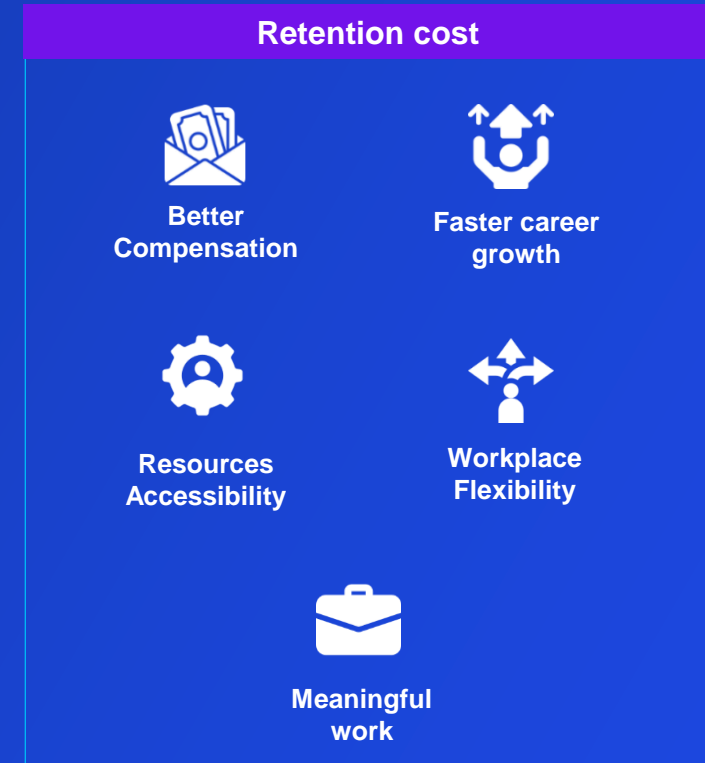 Retention cost
Better
Compensation
Faster career
growth
Resources
Accessibility
Workplace
Flexibility
Meaningful
work